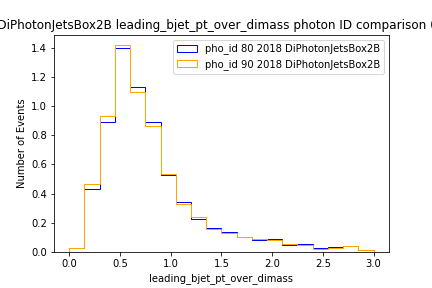 DiPhotonJetsBox2B leading_bjet_pt_over_dimass photon ID comparison (
pho_id 80 2018 DiPhotonJetsBox2B
pho_id 90 2018 DiPhotonJetsBox2B
Number of Events
1.4
1.2
1.0
0.8
0.6
0.4
0.2
0.0
0.0 0.5 1.0 1.5 2.0 2.5 3.0
leading_bjet_pt_over_dimass